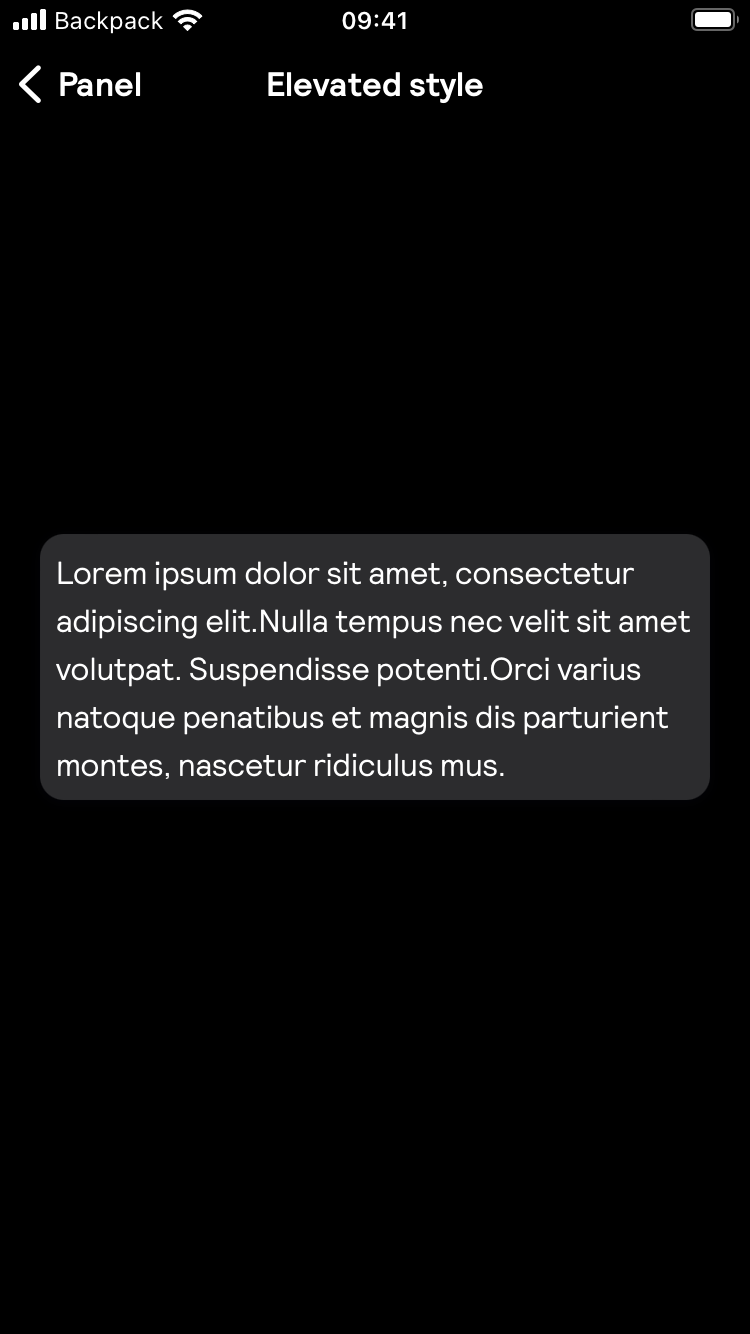 Backpack 09:41
Panel Elevated style
Lorem ipsum dolor sit amet, consectetur
adipiscing elit.Nulla tempus nec velit sit amet
volutpat. Suspendisse potenti.Orci varius
natoque penatibus et magnis dis parturient
montes, nascetur ridiculus mus.